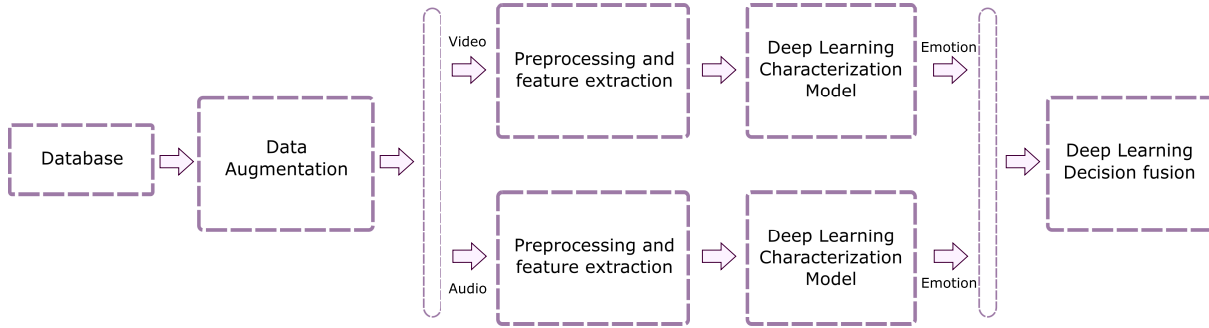 Database
Data
Augmentation
Video
Preprocessing and
feature extraction
Deep Learning
Characterization
Model
Emotion
Audio
Preprocessing and
feature extraction
Deep Learning
Characterization
Model
Emotion
Deep Learning
Decision fusion